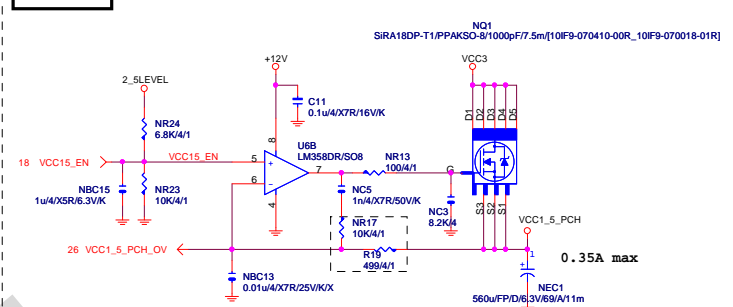 NQ1
SiRA18DP-T1/PPAKSO-8/1000pF/7.5m/[10IF9-070410-00R_10IF9-070018-01R]
+12V
VCC3
2_5LEVEL
C11
0.1u/4/X7R/16V/K
D1
D2
D3
D4
D5
NR24
6.8K/4/1
8
U6B
LM358DR/SO8
18 VCC15_EN
VCC15_EN
5
+
7
NR13
100/4/1
G
6
-
4
NBC15
1u/4/X5R/6.3V/K
NR23
10K/4/1
NC5
1n/4/X7R/50V/K
NC3
8.2K/4
S3
S2
S1
NR17
10K/4/1
VCC1_5_PCH
26 VCC1_5_PCH_OV
R19
499/4/1
1
0.35A max
NBC13
0.01u/4/X7R/25V/K/X
NEC1
560u/FP/D/6.3V/69/A/11m